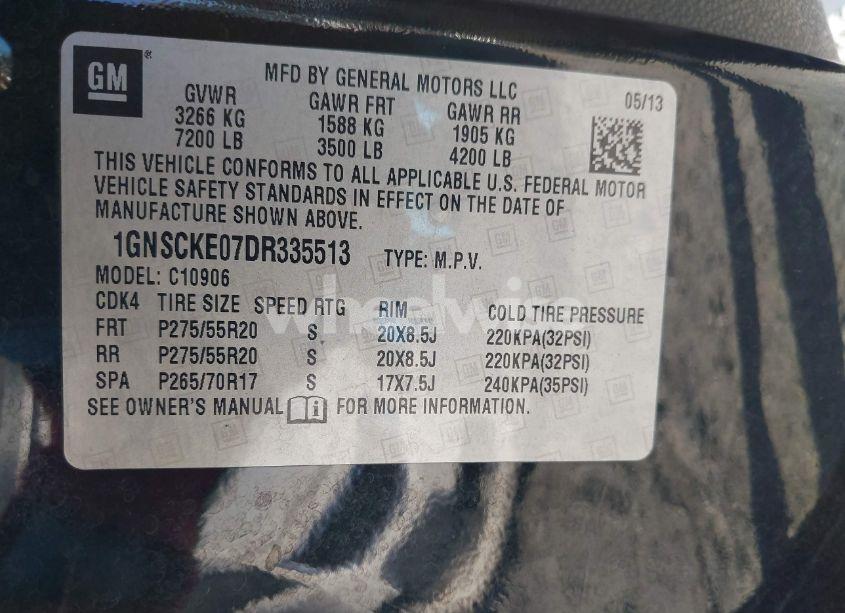 GM ®
MFD BY GENERAL MOTORS LLC
GVWR GAWR FRT GAWR RR 05/13
3266 KG 1588 KG 1905 KG
7200 LB 3500 LB 4200 LB
THIS VEHICLE CONFORMS TO ALL APPLICABLE U.S. FEDERAL MOTOR
VEHICLE SAFETY STANDARDS IN EFFECT ON THE DATE OF
MANUFACTURE SHOWN ABOVE.
1GNSCKE07DR335513 TYPE: M.P.V.
MODEL: C10906
CDK4 TIRE SIZE SPEED RTG RIM COLD TIRE PRESSURE
FRT P275/55R20 S 20X8.5J 220KPA(32PSI)
RR P275/55R20 S 20X8.5J 220KPA(32PSI)
SPA P265/70R17 S 17X7.5J 240KPA(35PSI)
SEE OWNER'S MANUAL i FOR MORE INFORMATION.